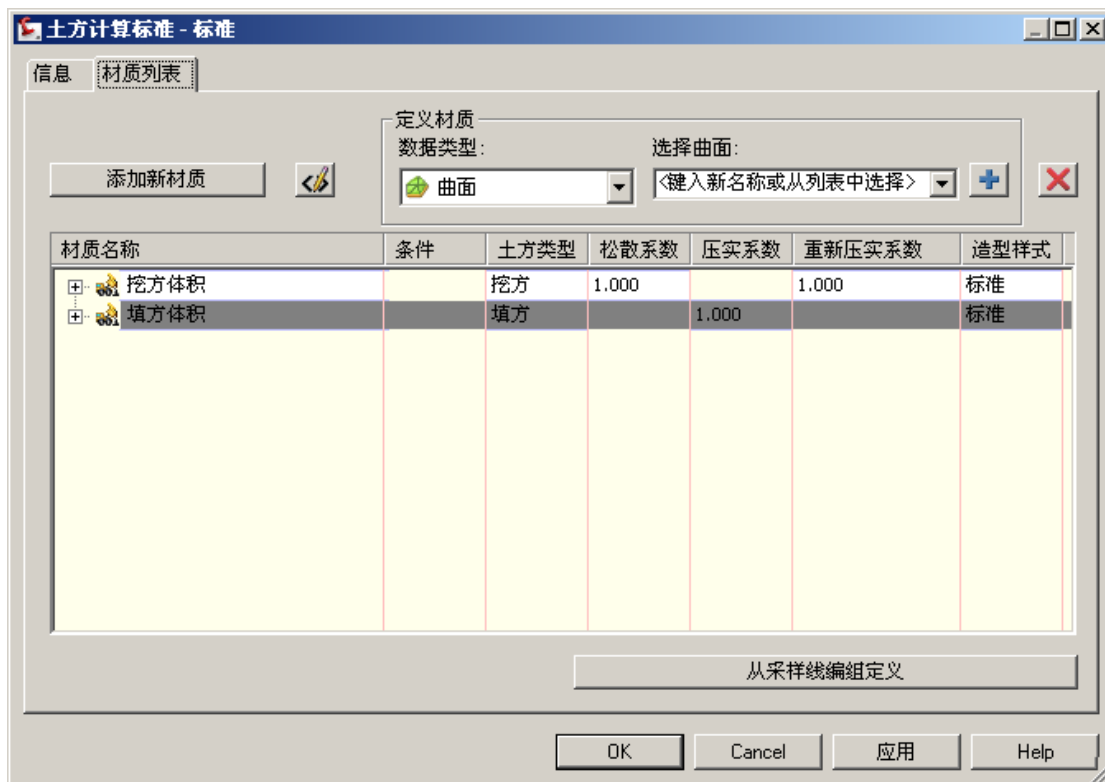 土方计算标准 - 标准
信息 材质列表
定义材质
数据类型: 选择曲面:
添加新材质 曲面 <键入新名称或从列表中选择>
材质名称 条件 土方类型 松散系数 压实系数 重新压实系数 造型样式
挖方体积 挖方 1.000 1.000 标准
填方体积 填方 1.000 标准
从采样线编组定义
OK Cancel 应用 Help